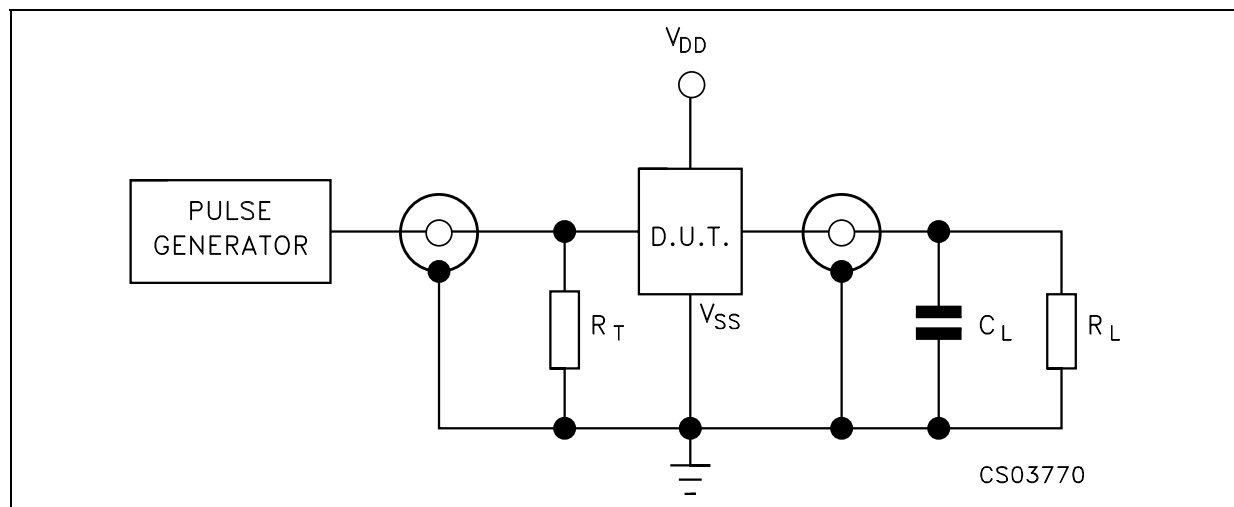 VDD
PULSE
GENERATOR
D.U.T.
VSS
RT
CL
RL
CS03770